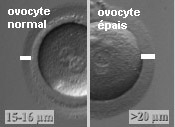 ovocyte
normal
ovocyte
épais
15-16 µm
>20 µm